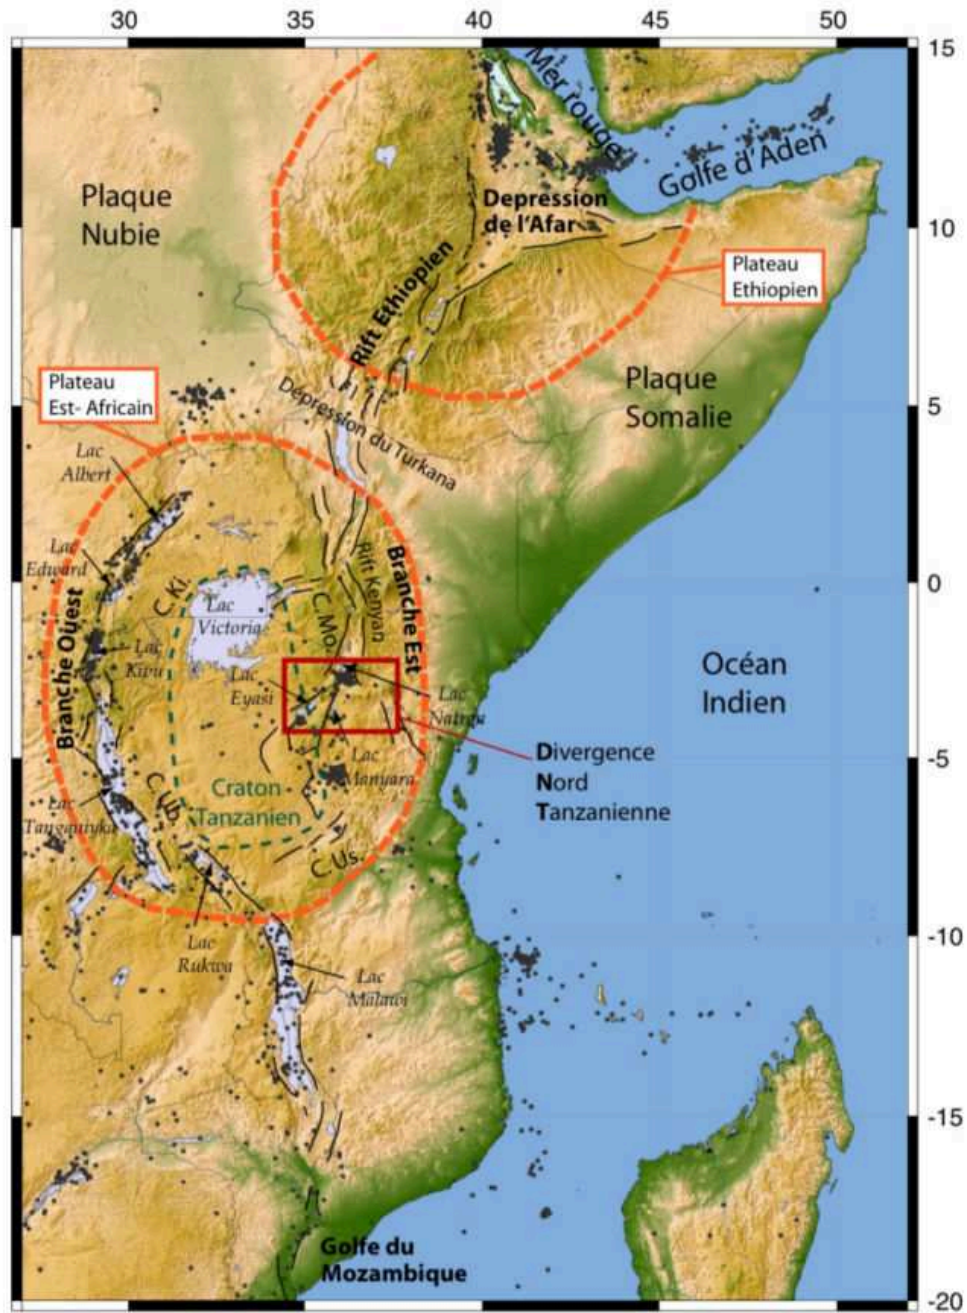 30 35 40 45 50
15
Mer rouge
Golfe d'Aden
Plaque
Nubie
Depression
de l'Afar
10
Plateau
Ethiopien
Rift Ethiopien
Plaque
Somalie
Plateau
Est- Africain
5
Dépression du Turkana
Lac
Albert
Lac
Edward
0
Branche Ouest
C. Ki.
Lac
Victoria
C. Mo.
Rift Kenyan
Branche Est
Lac
Kivu
Lac
Eyasi
Lac
Natron
Océan
Indien
Divergence
Nord
Tanzanienne
-5
Lac
Manyara
Craton
Tanzanien
C. Ub.
Lac
Tanganiyka
C. Us.
Lac
Rukwa
-10
Lac
Malawi
-15
Golfe du
Mozambique
-20